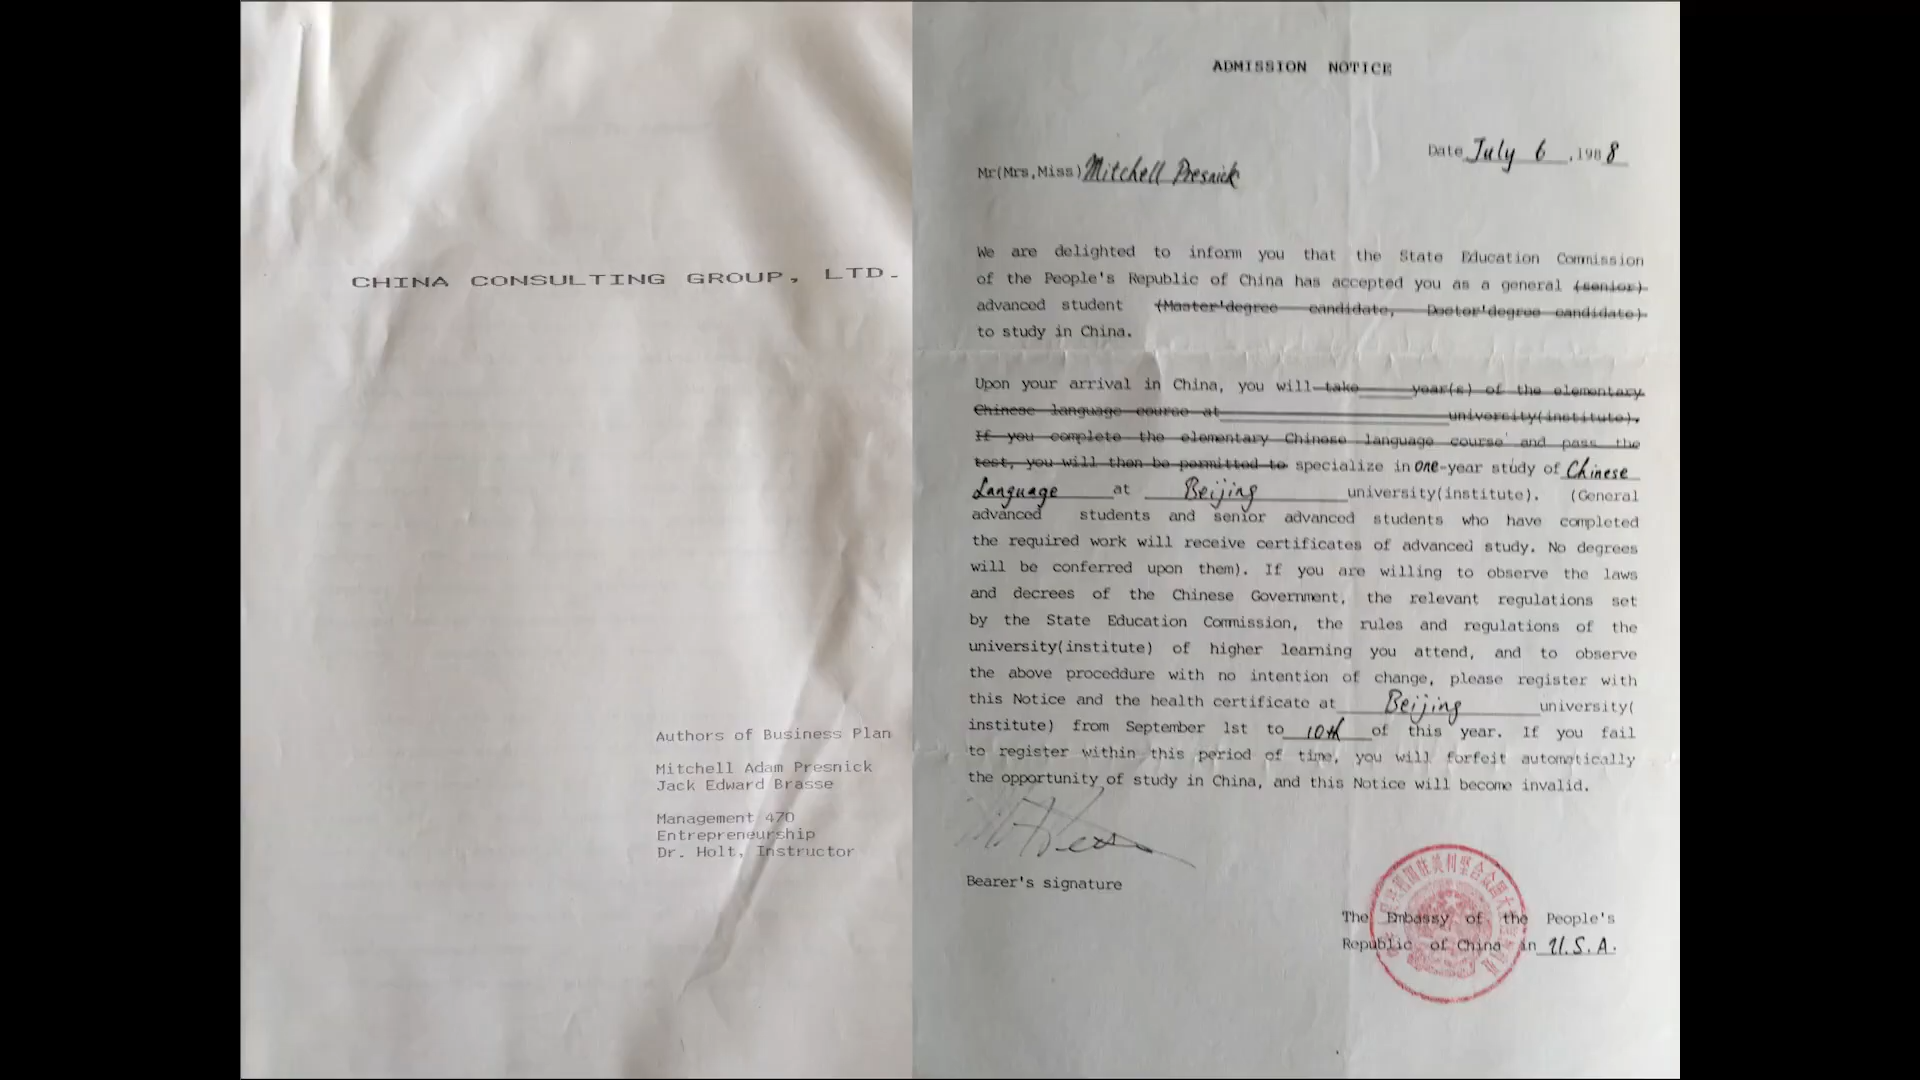 CHINA CONSULTING GROUP, LTD.
Authors of Business Plan
Mitchell Adam Presnick
Jack Edward Brasse
Management 470
Entrepreneurship
Dr. Holt, Instructor
ADMISSION NOTICE
Date July 6 ,1988
Mr(Mrs,Miss) Mitchell Presnick
We are delighted to inform you that the State Education Commission
of the People's Republic of China has accepted you as a general (senior)
advanced student (Master'degree candidate, Doctor'degree candidate)
to study in China.
Upon your arrival in China, you will take ____ year(s) of the elementary
Chinese language course at ____ university(institute).
If you complete the elementary Chinese language course and pass the
test, you will then be permitted to specialize in one-year study of Chinese
Language at Beijing university(institute). (General
advanced students and senior advanced students who have completed
the required work will receive certificates of advanced study. No degrees
will be conferred upon them). If you are willing to observe the laws
and decrees of the Chinese Government, the relevant regulations set
by the State Education Commission, the rules and regulations of the
university(institute) of higher learning you attend, and to observe
the above proceddure with no intention of change, please register with
this Notice and the health certificate at Beijing university(
institute) from September 1st to 10th of this year. If you fail
to register within this period of time, you will forfeit automatically
the opportunity of study in China, and this Notice will become invalid.
Bearer's signature
The Embassy of the People's
Republic of China in U.S.A.